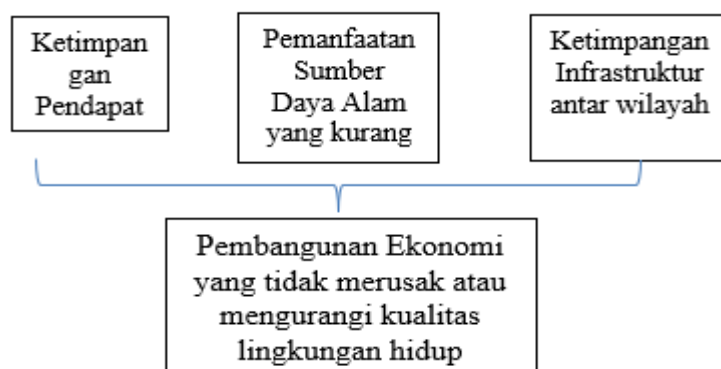 Ketimpan
gan
Pendapat
Pemanfaatan
Sumber
Daya Alam
yang kurang
Ketimpangan
Infrastruktur
antar wilayah
Pembangunan Ekonomi
yang tidak merusak atau
mengurangi kualitas
lingkungan hidup